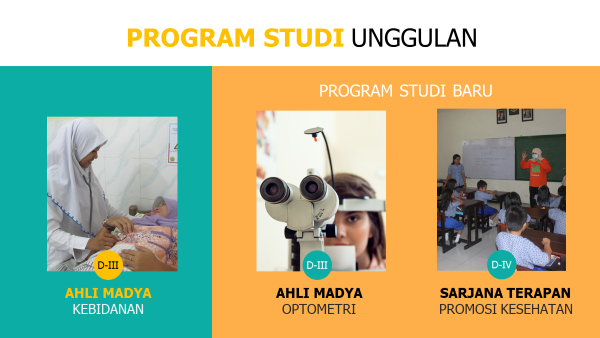 PROGRAM STUDI UNGGULAN
PROGRAM STUDI BARU
D-III
AHLI MADYA
KEBIDANAN
D-III
AHLI MADYA
OPTOMETRI
D-IV
SARJANA TERAPAN
PROMOSI KESEHATAN